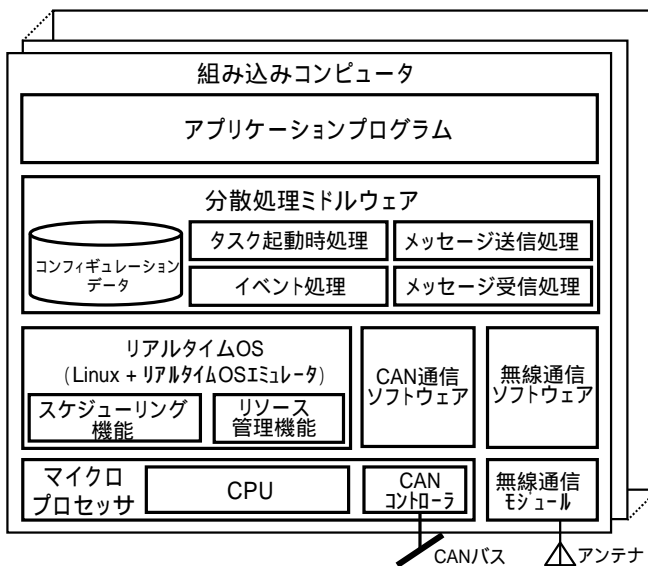 組み込みコンピュータ
アプリケーションプログラム
分散処理ミドルウェア
コンフィギュレーション
データ
タスク起動時処理
メッセージ送信処理
イベント処理
メッセージ受信処理
リアルタイムOS
(Linux + リアルタイムOSエミュレータ)
スケジューリング
機能
リソース
管理機能
CAN通信
ソフトウェア
無線通信
ソフトウェア
マイクロ
プロセッサ
CPU
CAN
コントローラ
無線通信
モジュール
CANバス
アンテナ